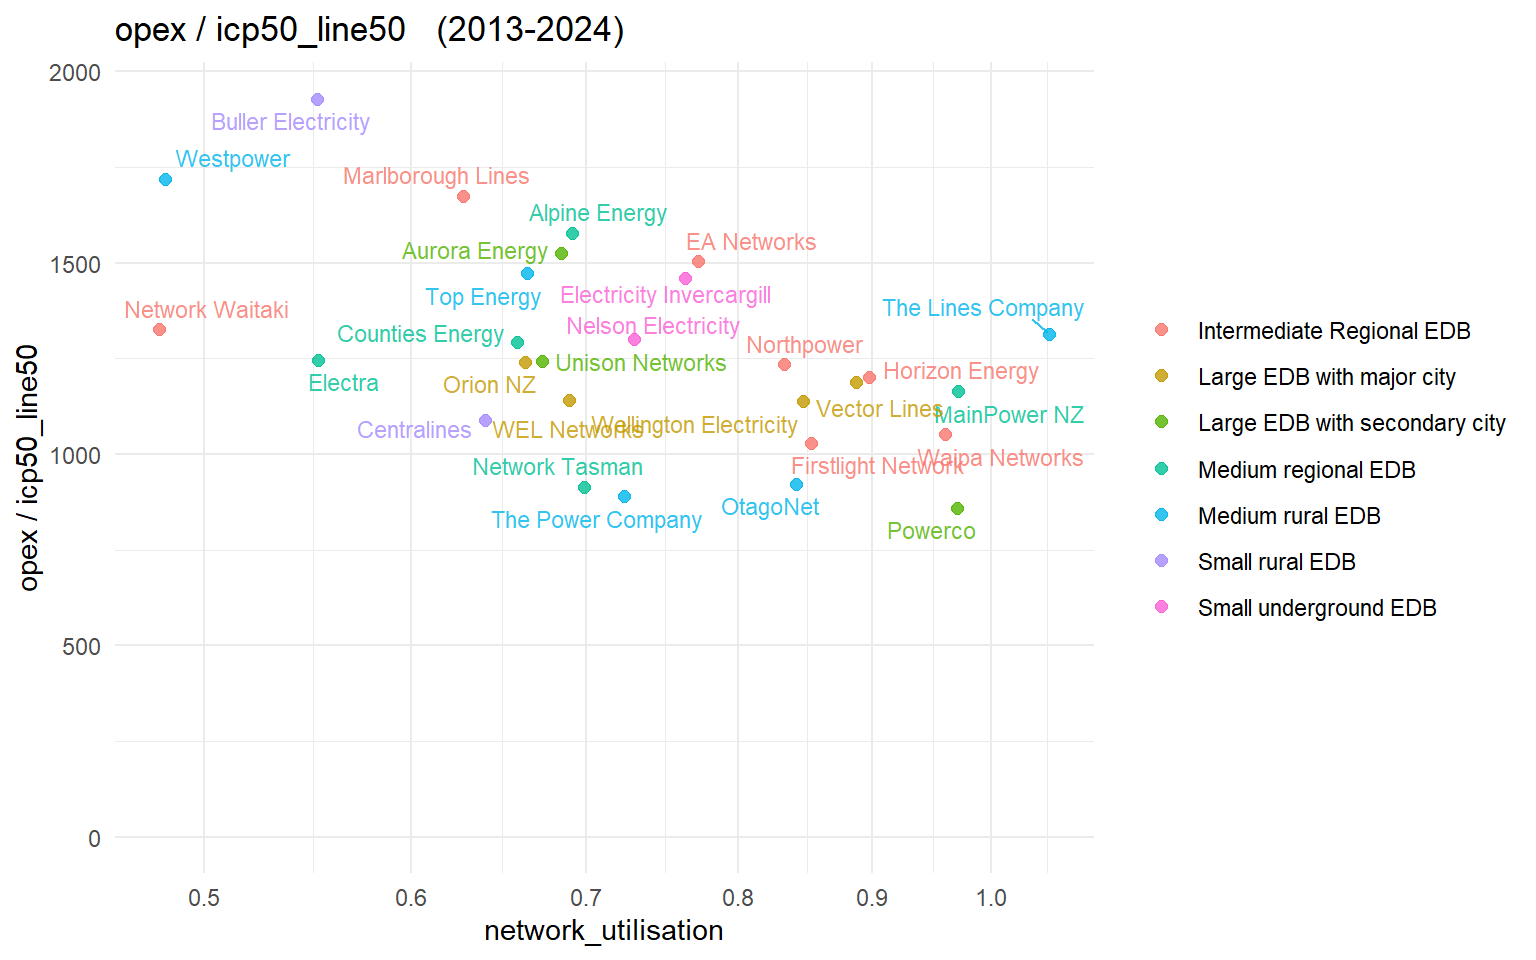 opex / icp50_line50   (2013-2024)
2000
Buller Electricity
Westpower
Marlborough Lines
Alpine Energy
EA Networks
Aurora Energy
1500
Top Energy
Electricity Invercargill
Network Waitaki
The Lines Company
Nelson Electricity
Counties Energy
Northpower
Unison Networks
Horizon Energy
Electra
Orion NZ
Vector Lines
MainPower NZ
Wellington Electricity
Centralines
WEL Networks
1000
Waipa Networks
Network Tasman
Firstlight Network
OtagoNet
The Power Company
Powerco
500
0
opex / icp50_line50
0.5
0.6
0.7
0.8
0.9
1.0
network_utilisation
Intermediate Regional EDB
Large EDB with major city
Large EDB with secondary city
Medium regional EDB
Medium rural EDB
Small rural EDB
Small underground EDB